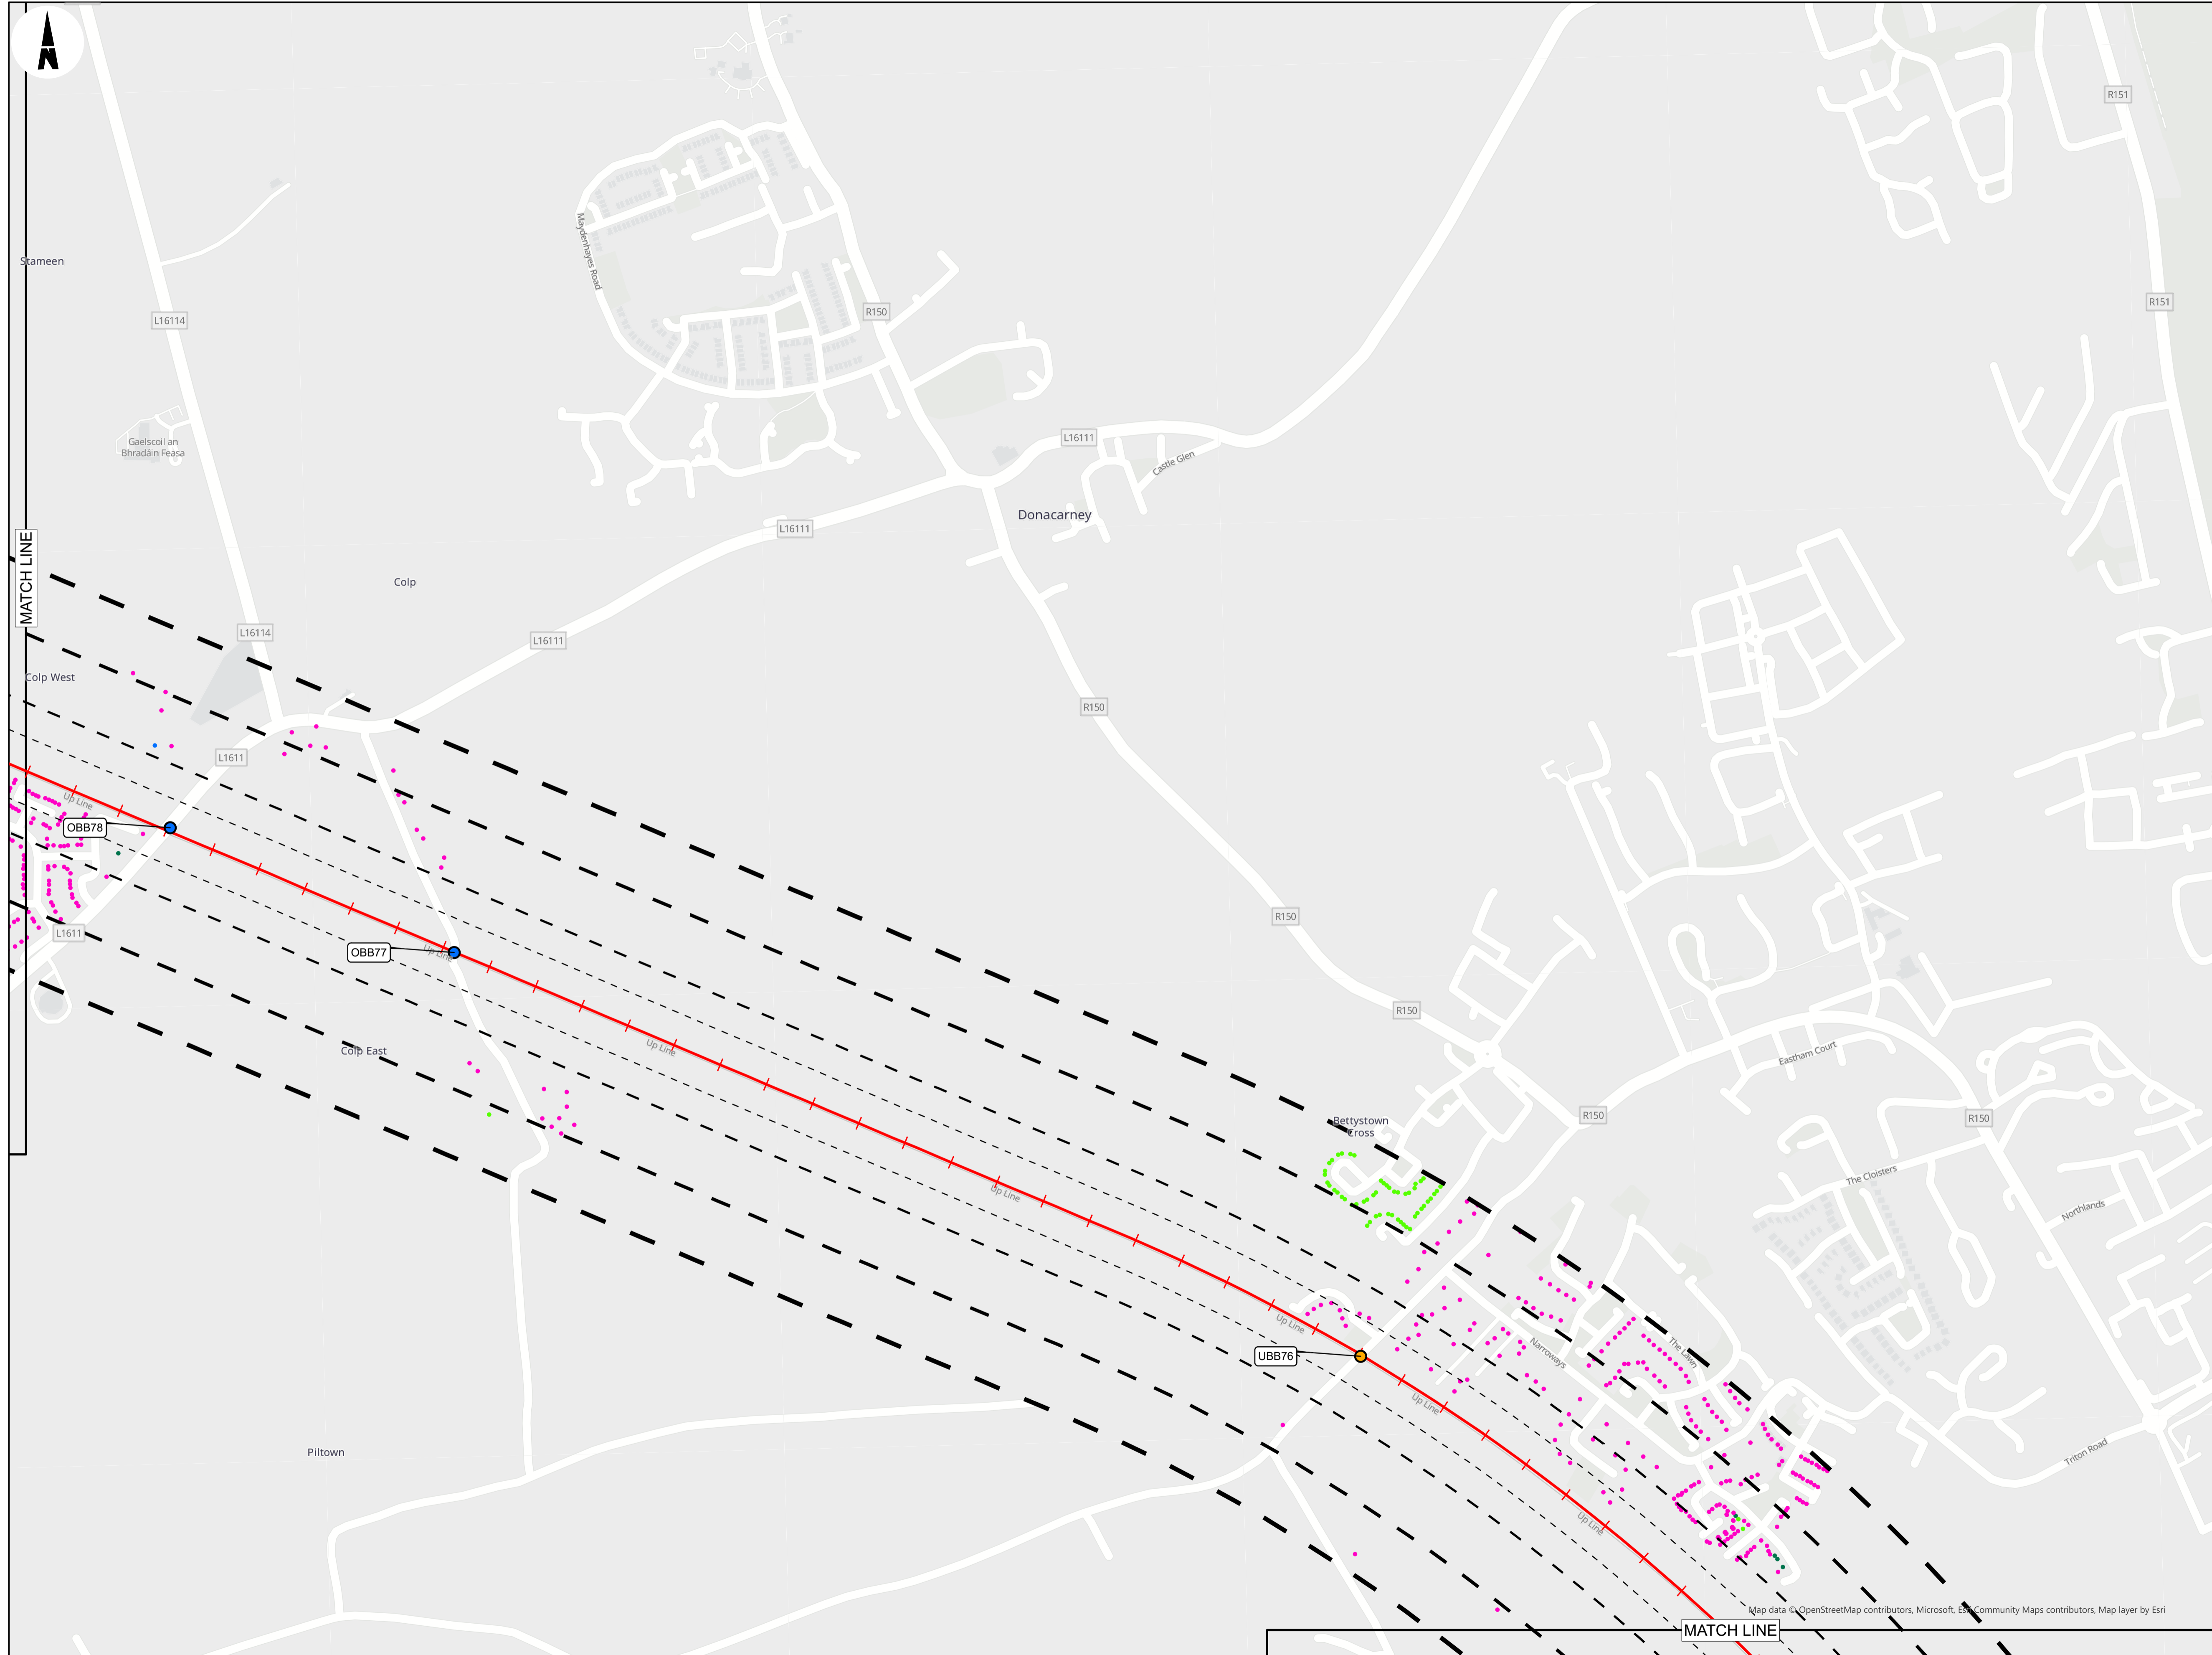 N
R151
Stameen
Maydenhayes Road
R151
R150
L16114
Gaelscoil an
Bhradáin Feasa
L16111
Castle Glen
Donacarney
L16111
MATCH LINE
Colp
L16114
L16111
Colp West
R150
L1611
Up Line
OBB78
R150
L1611
OBB77
Up Line
R150
Up Line
Colp East
Eastham Court
R150
R150
Bettystown
Cross
The Cloisters
Up Line
Northlands
Up Line
Narroways
The Lawn
UBB76
Up Line
Piltown
Triton Road
Up Line
Map data © OpenStreetMap contributors, Microsoft, Esri Community Maps contributors, Map layer by Esri
MATCH LINE